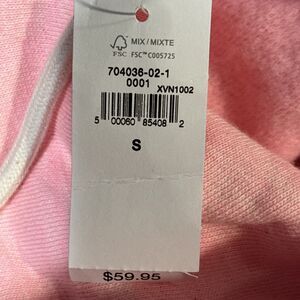 MIX / MIXTE
FSC FSC™ C005725
704036-02-1
0001 XVN1002
5 00060 85408 2
S
$59.95